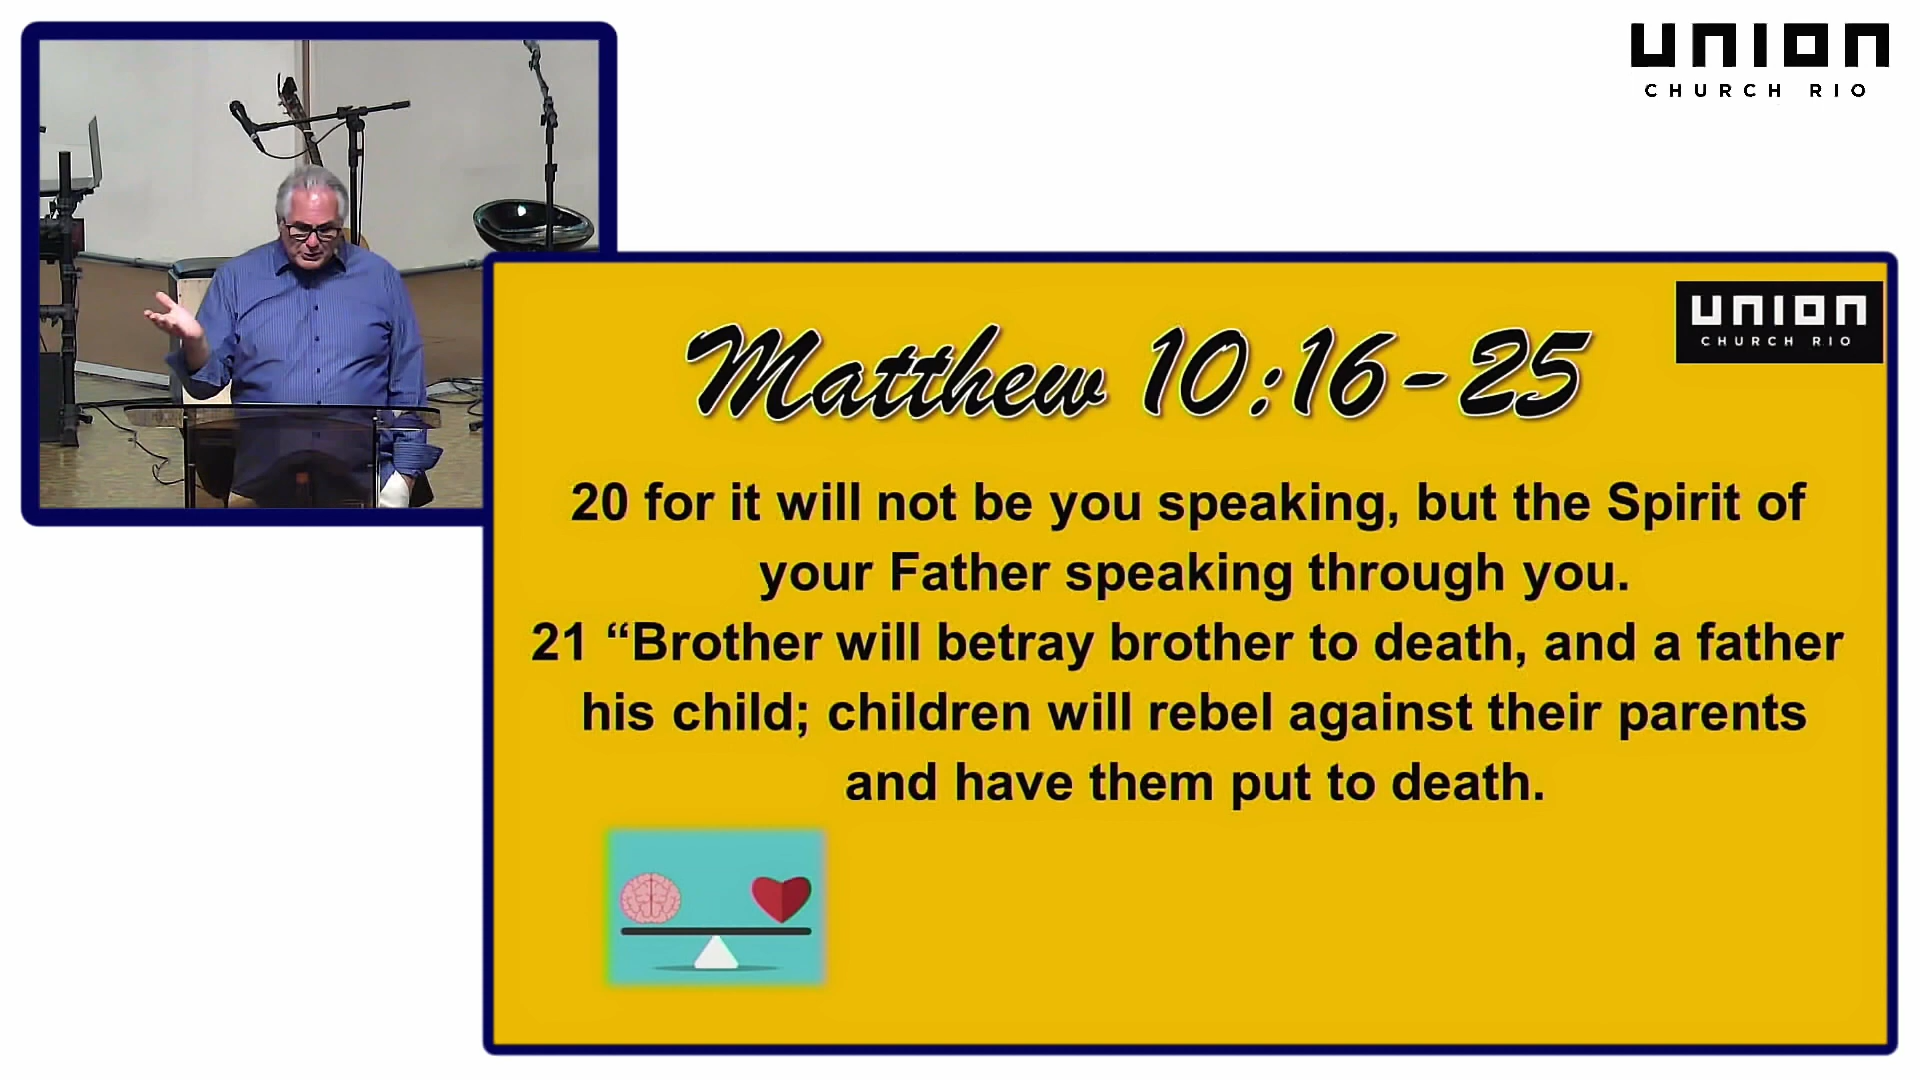 UNION
CHURCH RIO
UNION
CHURCH RIO
Matthew 10:16-25
20 for it will not be you speaking, but the Spirit of
your Father speaking through you.
21 “Brother will betray brother to death, and a father
his child; children will rebel against their parents
and have them put to death.